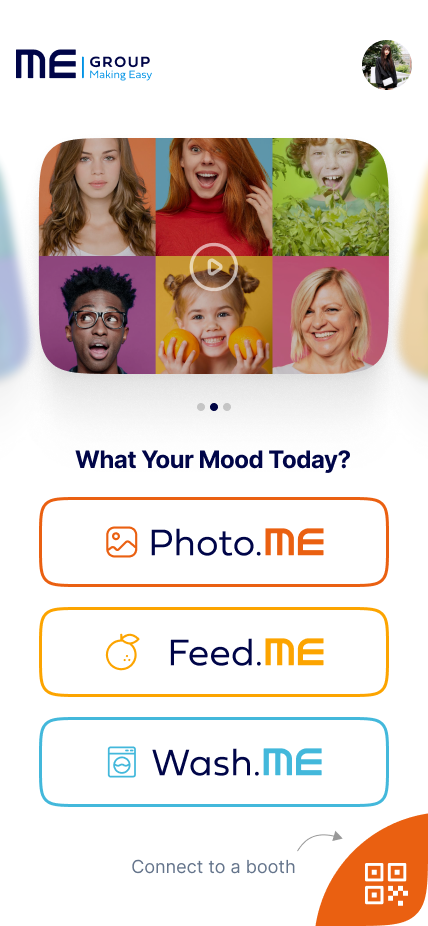 ME GROUP
Making Easy
What Your Mood Today?
Photo.ME
Feed.ME
Wash.ME
Connect to a booth